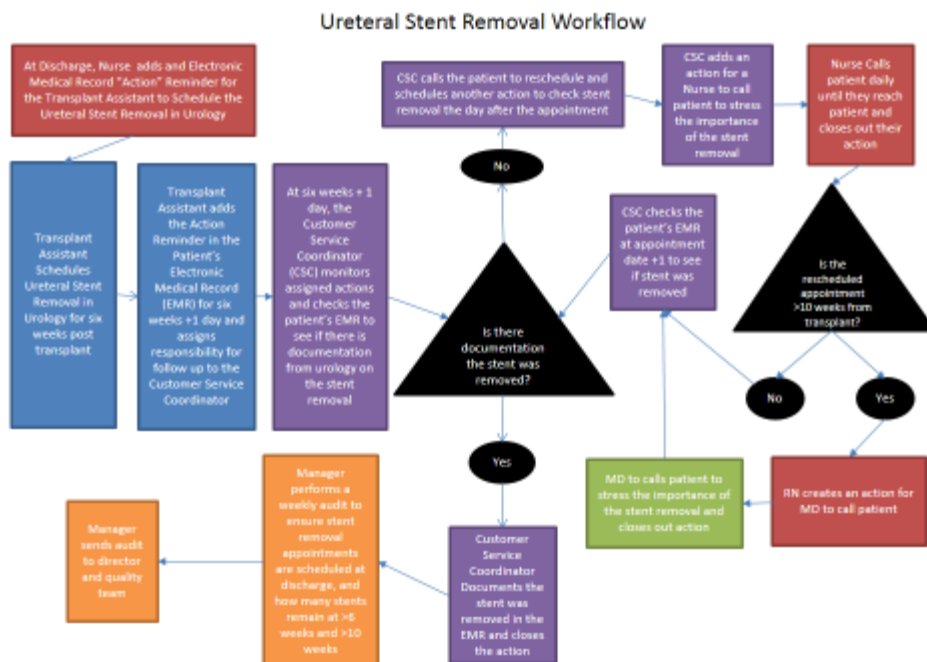 Ureteral Stent Removal Workflow
At Discharge, Nurse adds and Electronic
Medical Record "Action" Reminder for
the Transplant Assistant to Schedule the
Ureteral Stent Removal in Urology
CSC calls the patient to reschedule and
schedules another action to check stent
removal the day after the appointment
CSC adds an
action for a
Nurse to call
patient to stress
the importance
of the stent
removal
Nurse Calls
patient daily
until they reach
patient and
closes out their
action
No
Transplant
Assistant
Schedules
Ureteral Stent
Removal in
Urology for six
weeks post
transplant
Transplant
Assistant adds
the Action
Reminder in the
Patient's
Electronic
Medical Record
(EMR) for six
weeks +1 day and
assigns
responsibility for
follow up to the
Customer Service
Coordinator
At six weeks + 1
day, the
Customer
Service
Coordinator
(CSC) monitors
assigned actions
and checks the
patient's EMR to
see if there is
documentation
from urology on
the stent
removal
Is there
documentation
the stent was
removed?
CSC checks the
patient's EMR
at appointment
date +1 to see
if stent was
removed
Is the
rescheduled
appointment
>10 weeks from
transplant?
No
Yes
Yes
Manager
sends audit
to director
and quality
team
Manager
performs a
weekly audit to
ensure stent
removal
appointments
are scheduled at
discharge, and
how many stents
remain at >6
weeks and >10
weeks
Customer
Service
Coordinator
Documents the
stent was
removed in the
EMR and closes
the action
MD to calls patient to
stress the importance of
the stent removal and
closes out action
RN creates an action for
MD to call patient